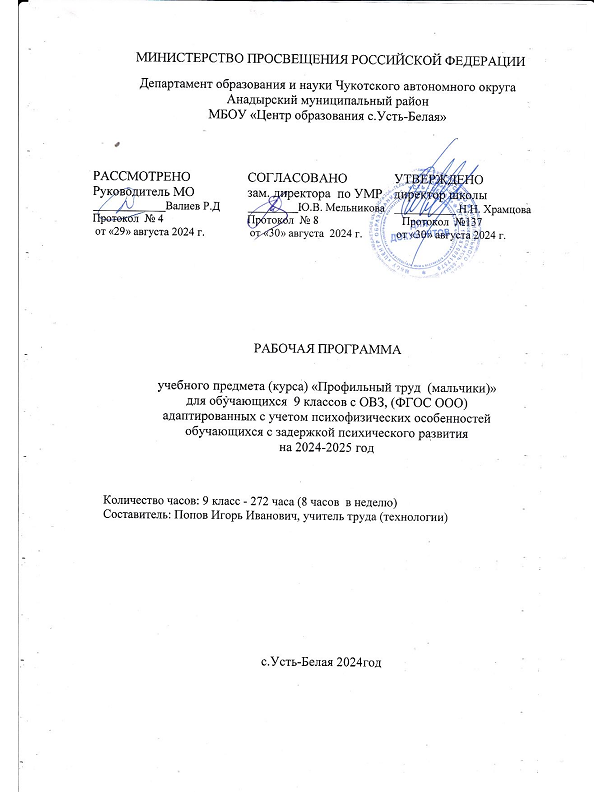 МИНИСТЕРСТВО ПРОСВЕЩЕНИЯ РОССИЙСКОЙ ФЕДЕРАЦИИ
Департамент образования и науки Чукотского автономного округа
Анадырский муниципальный район
МБОУ «Центр образования с.Усть-Белая»
РАССМОТРЕНО
Руководитель МО
____________Валиев Р.Д
Протокол № 4
от «29» августа 2024 г.
СОГЛАСОВАНО
зам. директора по УМР
________Ю.В. Мельникова
Протокол № 8
от «30» августа 2024 г.
УТВЕРЖДЕНО
директор школы
__________Н.Н. Храмцова
Протокол №137
от «30» августа 2024 г.
ДОКУМЕНТОВ
РАБОЧАЯ ПРОГРАММА
учебного предмета (курса) «Профильный труд (мальчики)»
для обучающихся 9 классов с ОВЗ, (ФГОС ООО)
адаптированных с учетом психофизических особенностей
обучающихся с задержкой психического развития
на 2024-2025 год
Количество часов: 9 класс - 272 часа (8 часов в неделю)
Составитель: Попов Игорь Иванович, учитель труда (технологии)
с.Усть-Белая 2024год